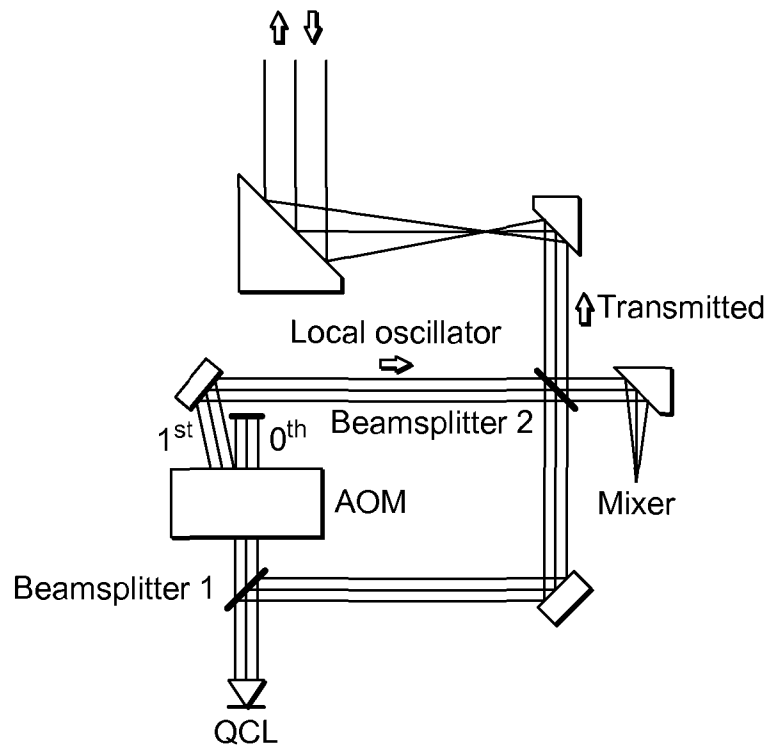 Transmitted
Local oscillator
Beamsplitter 2
1st
0th
AOM
Mixer
Beamsplitter 1
QCL